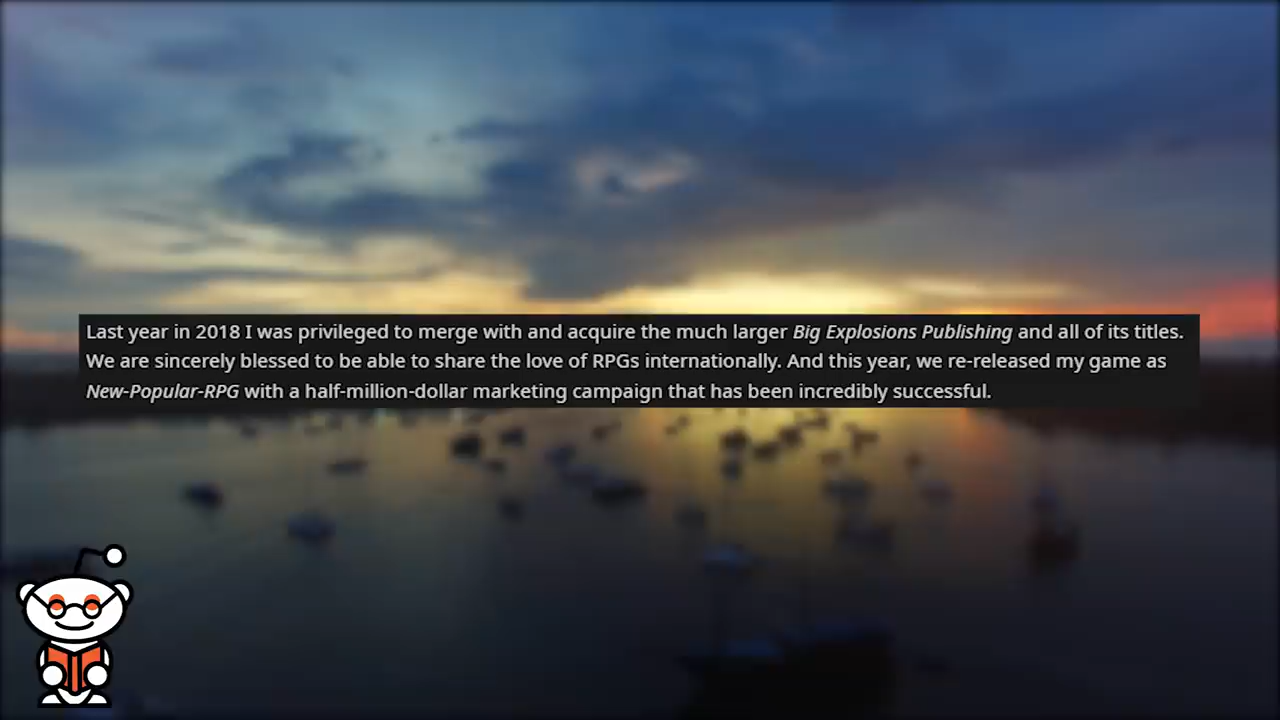 Last year in 2018 I was privileged to merge with and acquire the much larger Big Explosions Publishing and all of its titles.
We are sincerely blessed to be able to share the love of RPGs internationally. And this year, we re-released my game as
New-Popular-RPG with a half-million-dollar marketing campaign that has been incredibly successful.